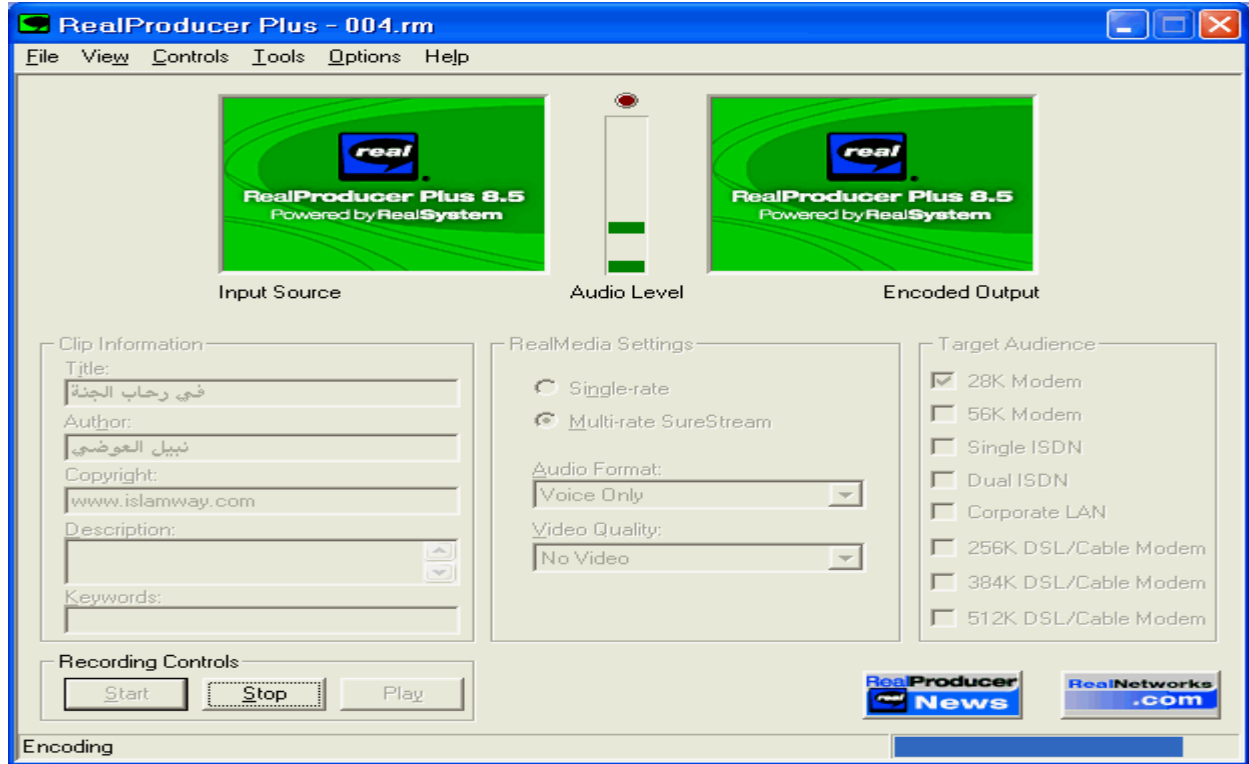 RealProducer Plus - 004.rm
File View Controls Tools Options Help
real
RealProducer Plus 8.5
Powered by RealSystem
Input Source
Audio Level
real
RealProducer Plus 8.5
Powered by RealSystem
Encoded Output
Clip Information
Title:
في رحاب الجنة
Author:
نبيل العوضي
Copyright:
www.islamway.com
Description:
Keywords:
RealMedia Settings
Single-rate
Multi-rate SureStream
Audio Format:
Voice Only
Video Quality:
No Video
Target Audience
28K Modem
56K Modem
Single ISDN
Dual ISDN
Corporate LAN
256K DSL/Cable Modem
384K DSL/Cable Modem
512K DSL/Cable Modem
Recording Controls
Start Stop Play
RealProducer
real News
RealNetworks
.com
Encoding